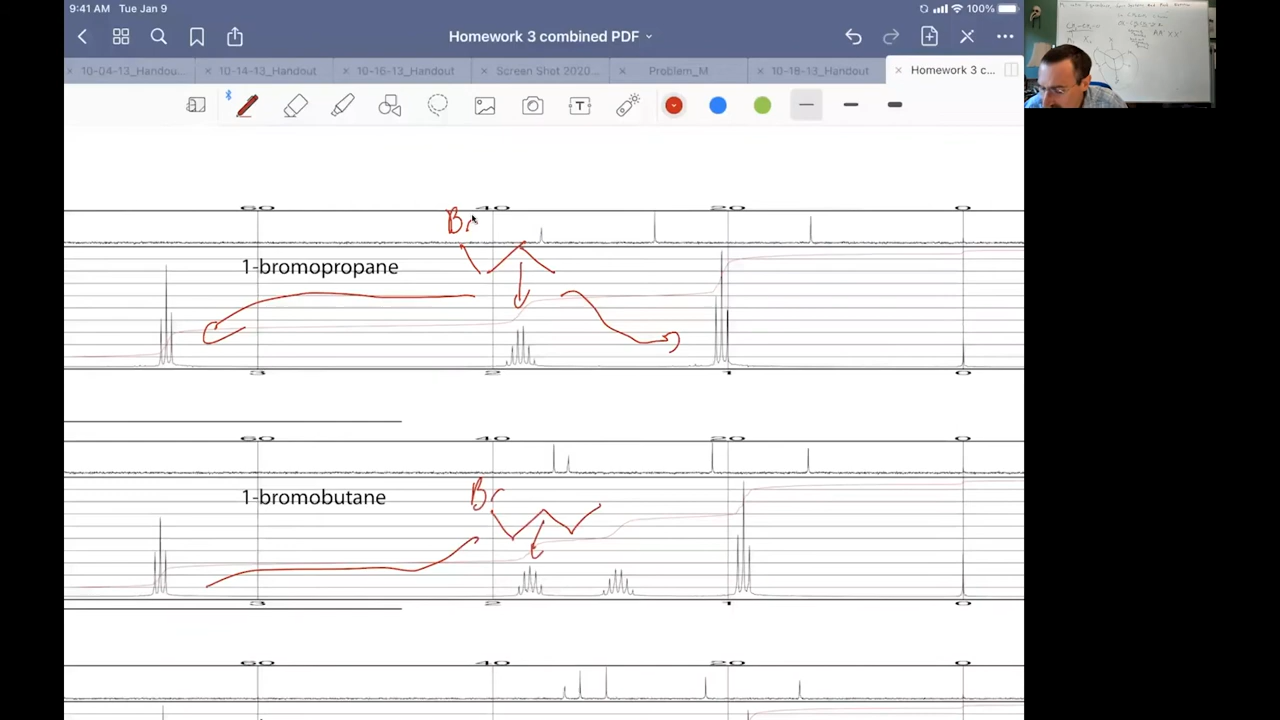 9:41 AM Tue Jan 9
100%
Homework 3 combined PDF
10-04-13_Handou...
10-14-13_Handout
10-16-13_Handout
Screen Shot 2020...
Problem_M
10-18-13_Handout
Homework 3 c...
60 40 20 0
Br
1-bromopropane
3 2 1 0
60 40 20 0
Br
1-bromobutane
3 2 1 0
60 40 20 0